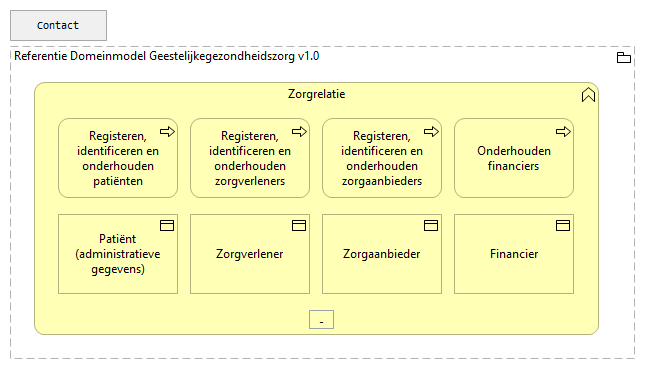 Contact
Referentie Domeinmodel Geestelijkegezondheidszorg v1.0
Zorgrelatie
Registeren,
identificeren en
onderhouden
patiënten
Registeren,
identificeren en
onderhouden
zorgverleners
Registeren,
identificeren en
onderhouden
zorgaanbieders
Onderhouden
financiers
Patiënt
(administratieve
gegevens)
Zorgverlener
Zorgaanbieder
Financier
-